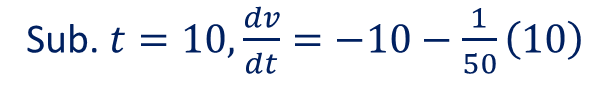 Sub. t = 10, dv/dt = −10 − 1/50 (10)